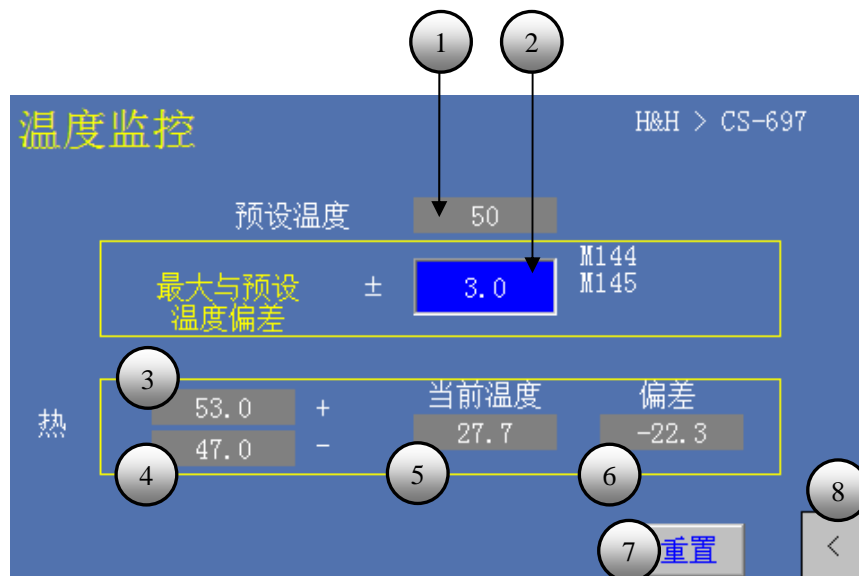 1 2
温度监控 H&H > CS-697
预设温度 50
最大与预设 ± 3.0 M144
温度偏差 M145
3 当前温度 偏差
热 53.0 + 27.7 -22.3
47.0 -
4 5 6 8
7 重置 <